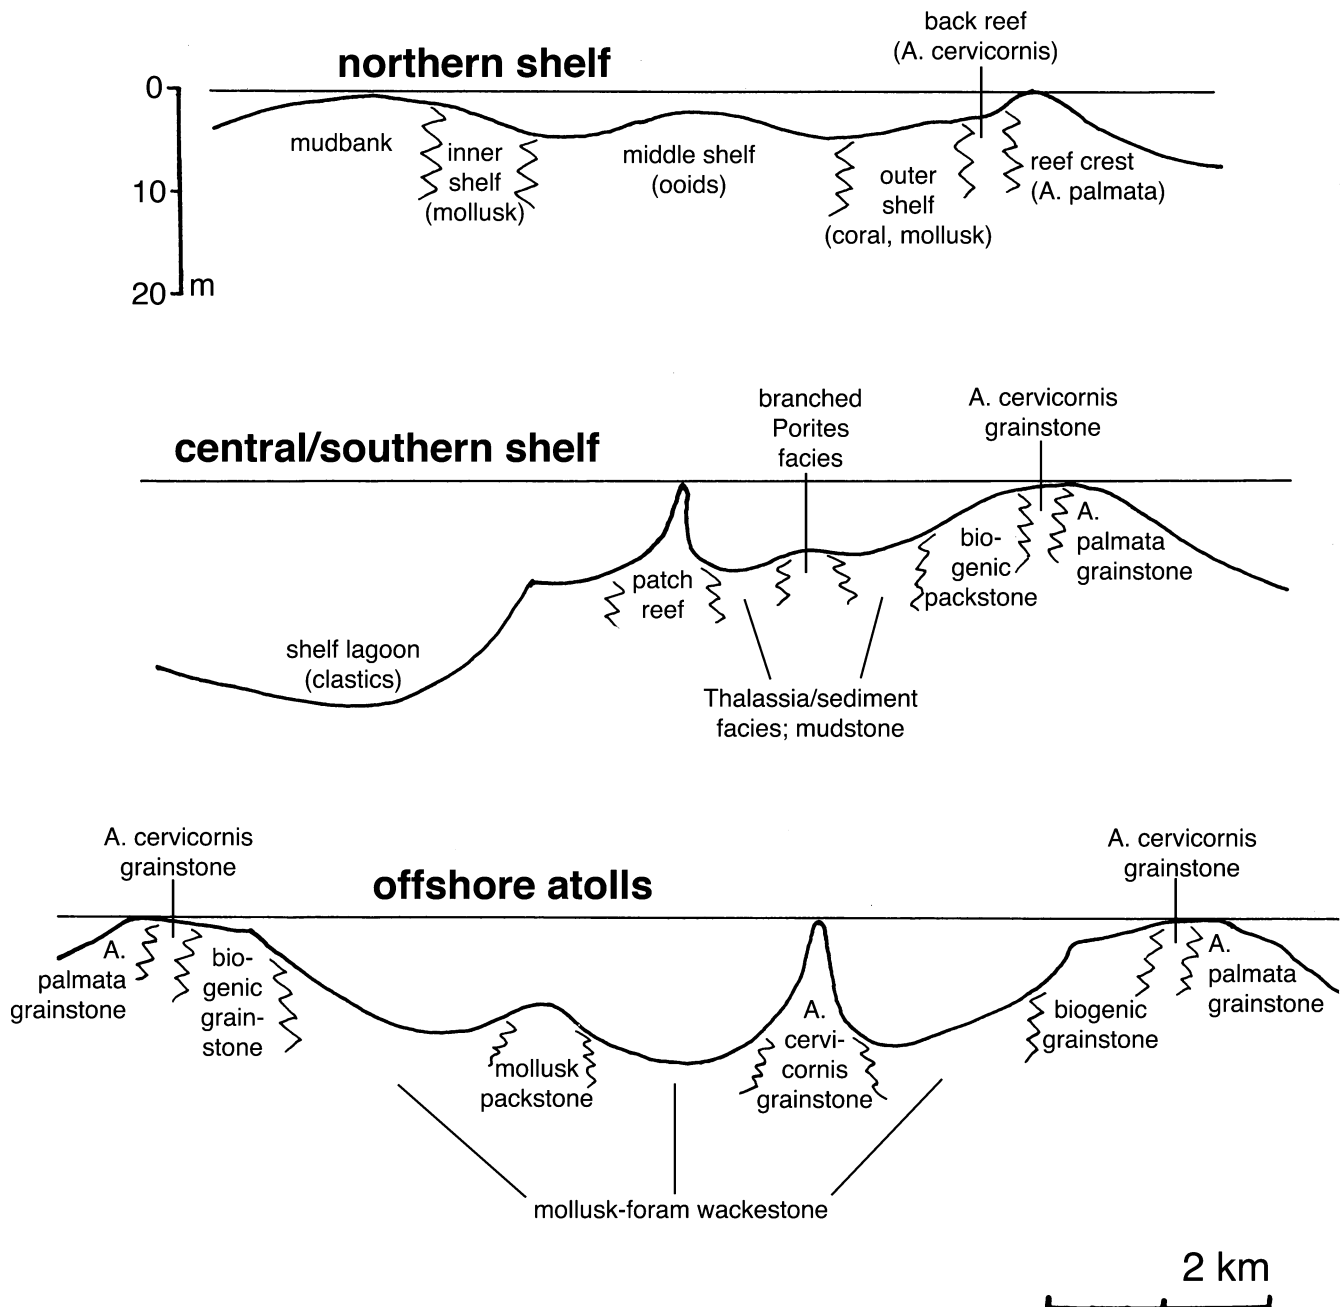 northern shelf
back reef
(A. cervicornis)
0
10
20
m
mudbank
inner
shelf
(mollusk)
middle shelf
(ooids)
outer
shelf
(coral, mollusk)
reef crest
(A. palmata)
central/southern shelf
branched
Porites
facies
A. cervicornis
grainstone
shelf lagoon
(clastics)
patch
reef
bio-
genic
packstone
A.
palmata
grainstone
Thalassia/sediment
facies; mudstone
offshore atolls
A. cervicornis
grainstone
A. cervicornis
grainstone
A.
palmata
grainstone
bio-
genic
grain-
stone
mollusk
packstone
A.
cervi-
cornis
grainstone
biogenic
grainstone
A.
palmata
grainstone
mollusk-foram wackestone
2 km